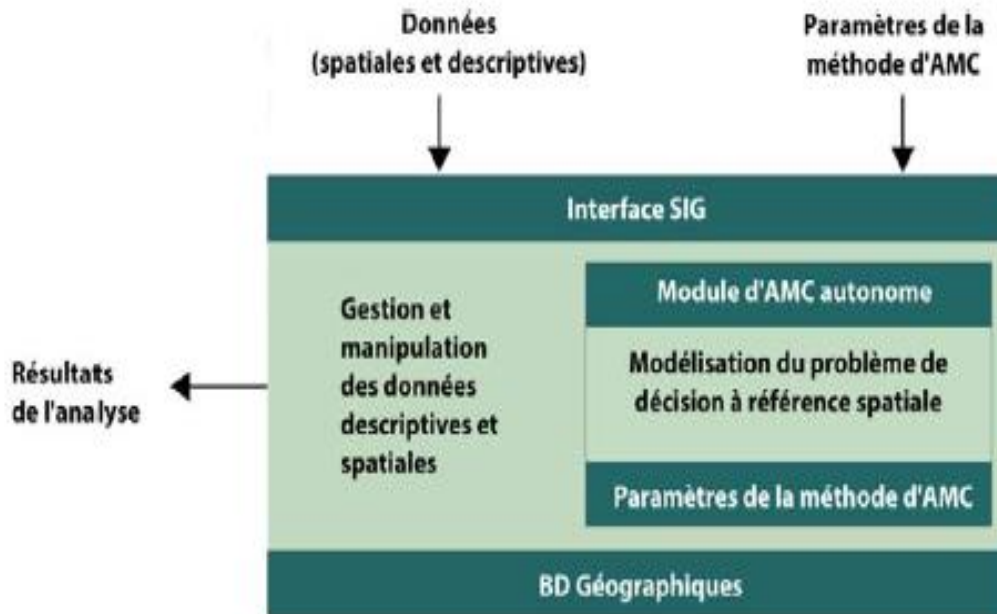 Données
(spatiales et descriptives)
Paramètres de la
méthode d'AMC
Interface SIG
Gestion et
manipulation
des données
descriptives et
spatiales
Module d'AMC autonome
Modélisation du problème de
décision à référence spatiale
Paramètres de la méthode d'AMC
Résultats
de l'analyse
BD Géographiques